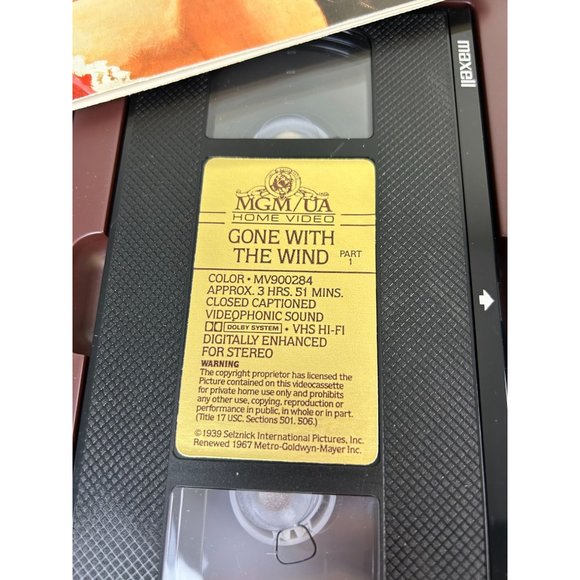 maxell
MGM/UA
HOME VIDEO
GONE WITH
THE WIND PART 1
COLOR • MV900284
APPROX. 3 HRS. 51 MINS.
CLOSED CAPTIONED
VIDEOPHONIC SOUND
DOLBY SYSTEM • VHS HI-FI
DIGITALLY ENHANCED
FOR STEREO
WARNING
The copyright proprietor has licensed the
Picture contained on this videocassette
for private home use only and prohibits
any other use, copying, reproduction or
performance in public, in whole or in part.
(Title 17 USC. Sections 501. 506.)
©1939 Selznick International Pictures, Inc.
Renewed 1967 Metro-Goldwyn-Mayer Inc.